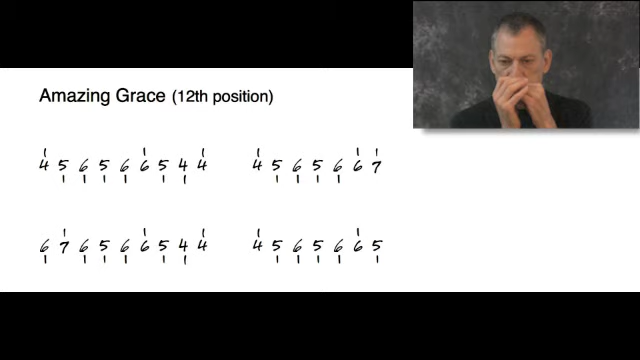 Amazing Grace (12th position)
4 5 6 5 6 6 5 4 4 4 5 6 5 6 6 7
6 7 6 5 6 6 5 4 4 4 5 6 5 6 6 5